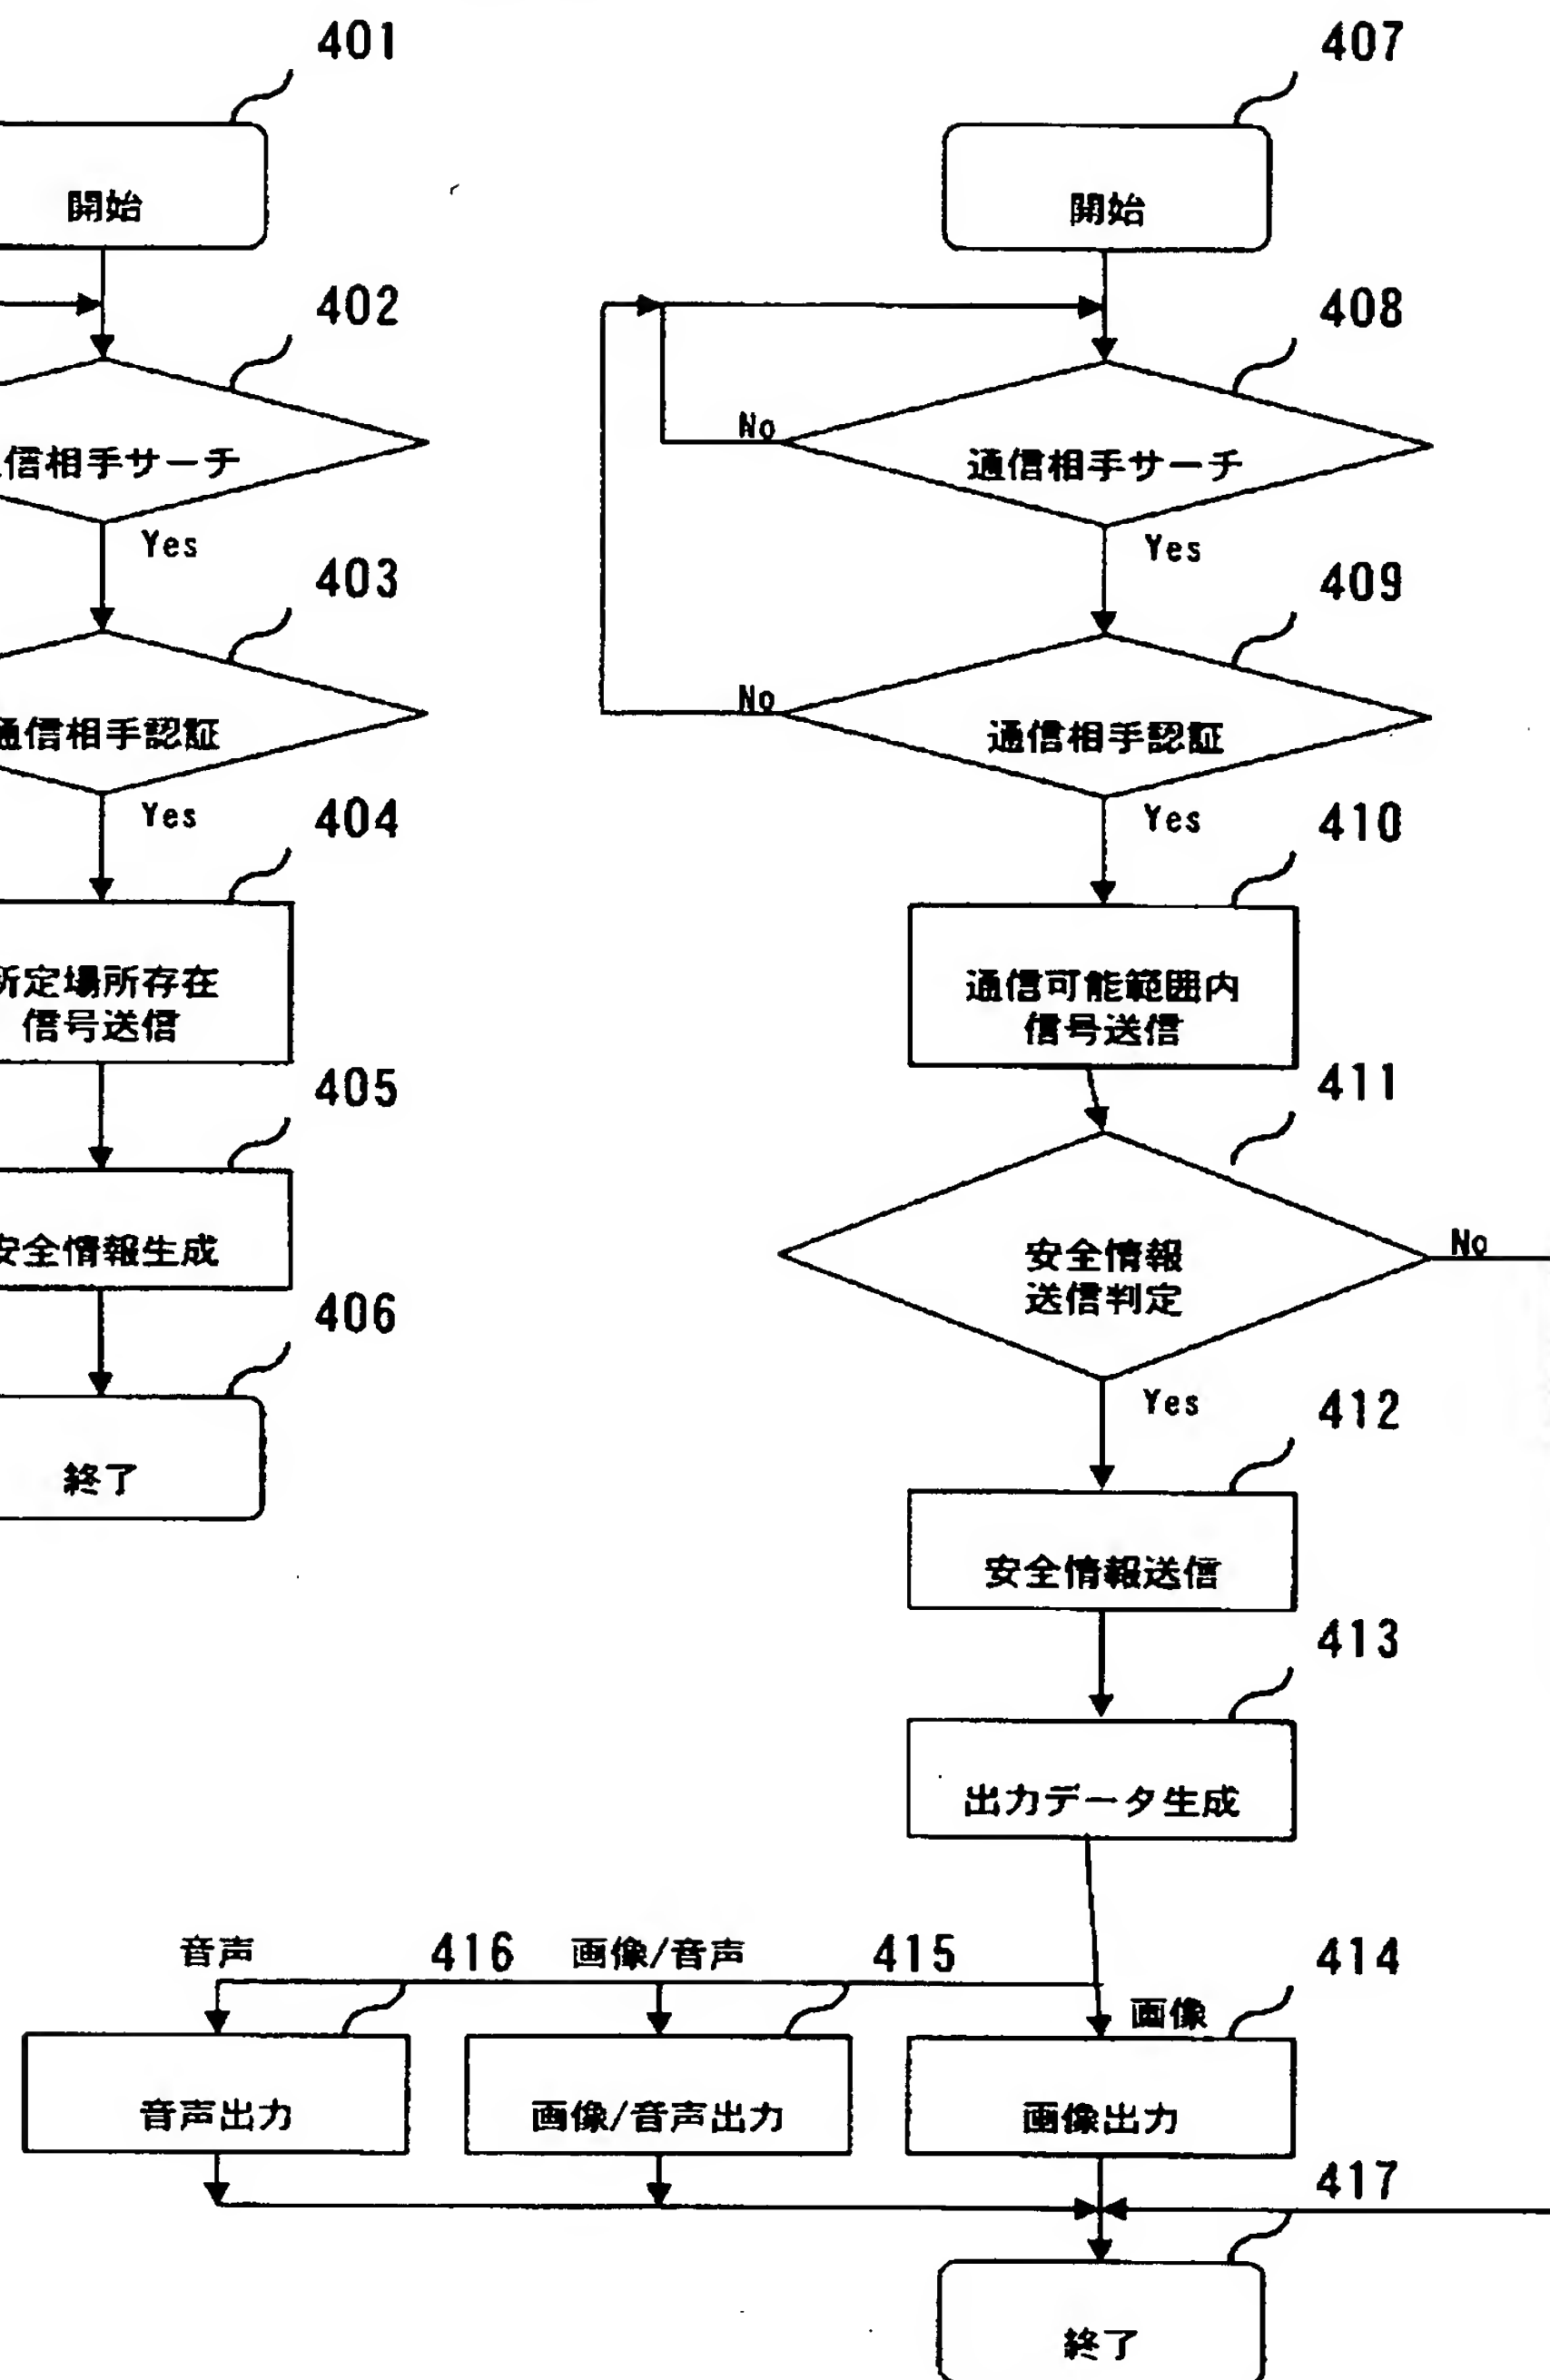 401
開始
402
信相手サーチ
Yes
403
通信相手認証
Yes
404
所定場所存在
信号送信
405
安全情報生成
406
終了
407
開始
408
No
通信相手サーチ
Yes
409
No
通信相手認証
Yes
410
通信可能範囲内
信号送信
411
安全情報
送信判定
No
Yes
412
安全情報送信
413
出力データ生成
音声
416
画像/音声
415
414
画像
音声出力
画像/音声出力
画像出力
417
終了